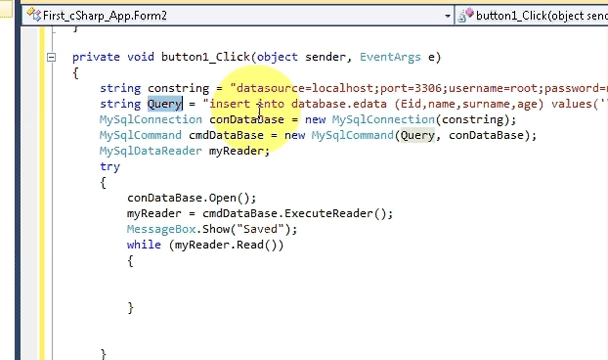 First_cSharp_App.Form2
button1_Click(object send
}
private void button1_Click(object sender, EventArgs e)
{
string constring = "datasource=localhost;port=3306;username=root;password=
string Query = "insert into database.edata (Eid,name,surname,age) values('
MySqlConnection conDataBase = new MySqlConnection(constring);
MySqlCommand cmdDataBase = new MySqlCommand(Query, conDataBase);
MySqlDataReader myReader;
try
{
conDataBase.Open();
myReader = cmdDataBase.ExecuteReader();
MessageBox.Show("Saved");
while (myReader.Read())
{
}
}